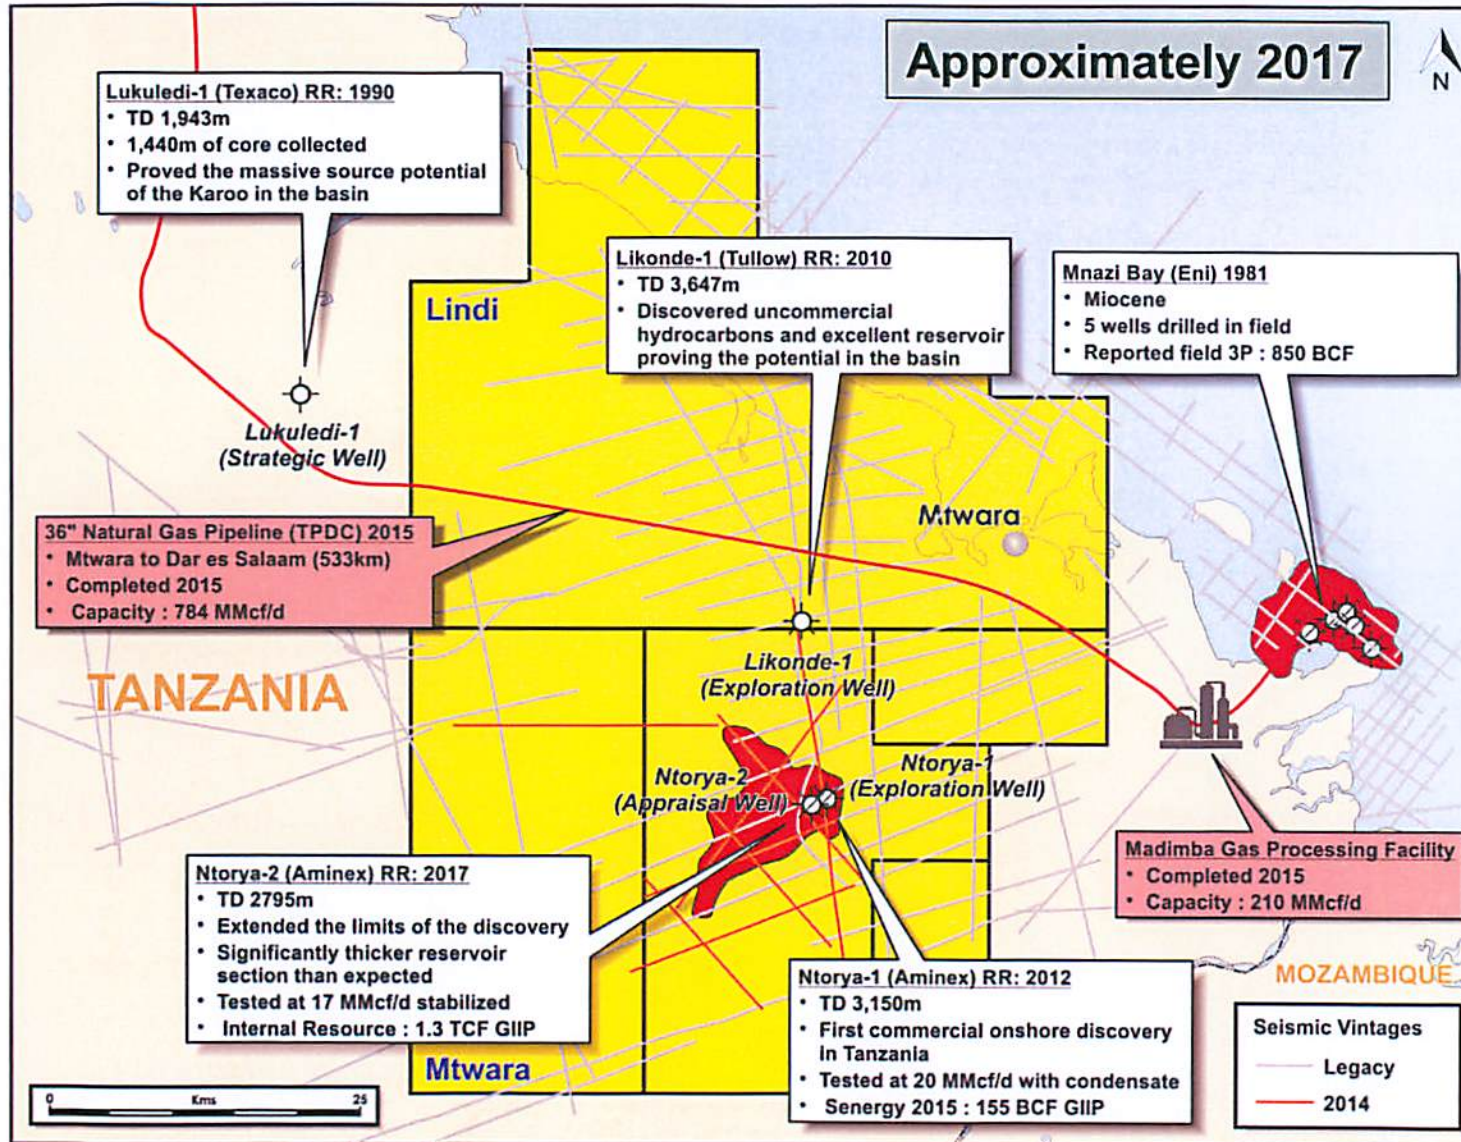 Approximately 2017
N
Lukuledi-1 (Texaco) RR: 1990
• TD 1,943m
• 1,440m of core collected
• Proved the massive source potential
of the Karoo in the basin
Likonde-1 (Tullow) RR: 2010
• TD 3,647m
• Discovered uncommercial
hydrocarbons and excellent reservoir
proving the potential in the basin
Mnazi Bay (Eni) 1981
• Miocene
• 5 wells drilled in field
• Reported field 3P : 850 BCF
Lindi
Lukuledi-1
(Strategic Well)
36" Natural Gas Pipeline (TPDC) 2015
• Mtwara to Dar es Salaam (533km)
• Completed 2015
• Capacity : 784 MMcf/d
Mtwara
TANZANIA
Likonde-1
(Exploration Well)
Ntorya-2
(Appraisal Well)
Ntorya-1
(Exploration Well)
Madimba Gas Processing Facility
• Completed 2015
• Capacity : 210 MMcf/d
Ntorya-2 (Aminex) RR: 2017
• TD 2795m
• Extended the limits of the discovery
• Significantly thicker reservoir
section than expected
• Tested at 17 MMcf/d stabilized
• Internal Resource : 1.3 TCF GIIP
Ntorya-1 (Aminex) RR: 2012
• TD 3,150m
• First commercial onshore discovery
in Tanzania
• Tested at 20 MMcf/d with condensate
• Senergy 2015 : 155 BCF GIIP
MOZAMBIQUE
Mtwara
0 Kms 25
Seismic Vintages
Legacy
2014